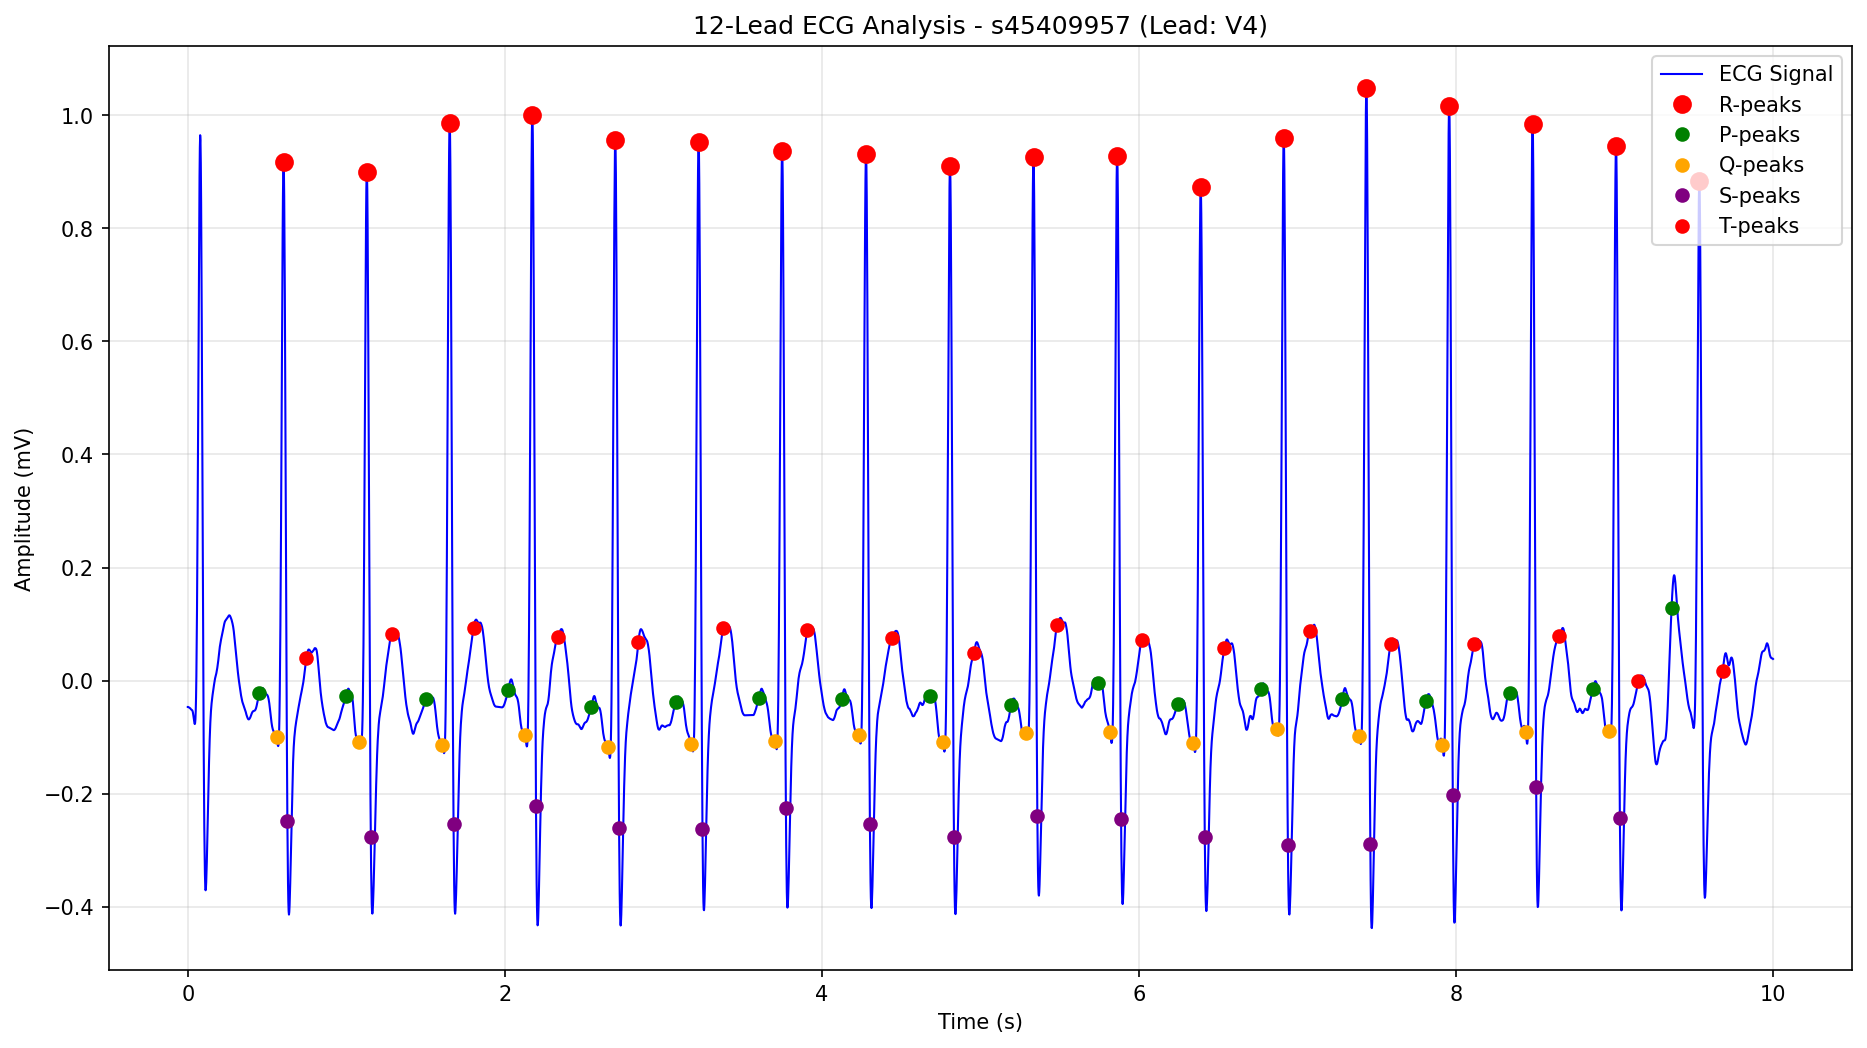 12-Lead ECG Analysis - s45409957 (Lead: V4)
ECG Signal
R-peaks
P-peaks
Q-peaks
S-peaks
T-peaks
Amplitude (mV)
1.0
0.8
0.6
0.4
0.2
0.0
−0.2
−0.4
0 2 4 6 8 10
Time (s)